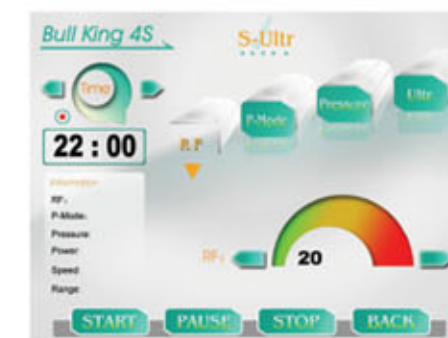 Bull King 4S
S-Ultr
Time
Ultr
Pressure
P-Mode
22 : 00
R.F
Information
RF:
P-Mode:
Pressure:
Power:
Speed:
Range:
RF:
20
START
PAUSE
STOP
BACK